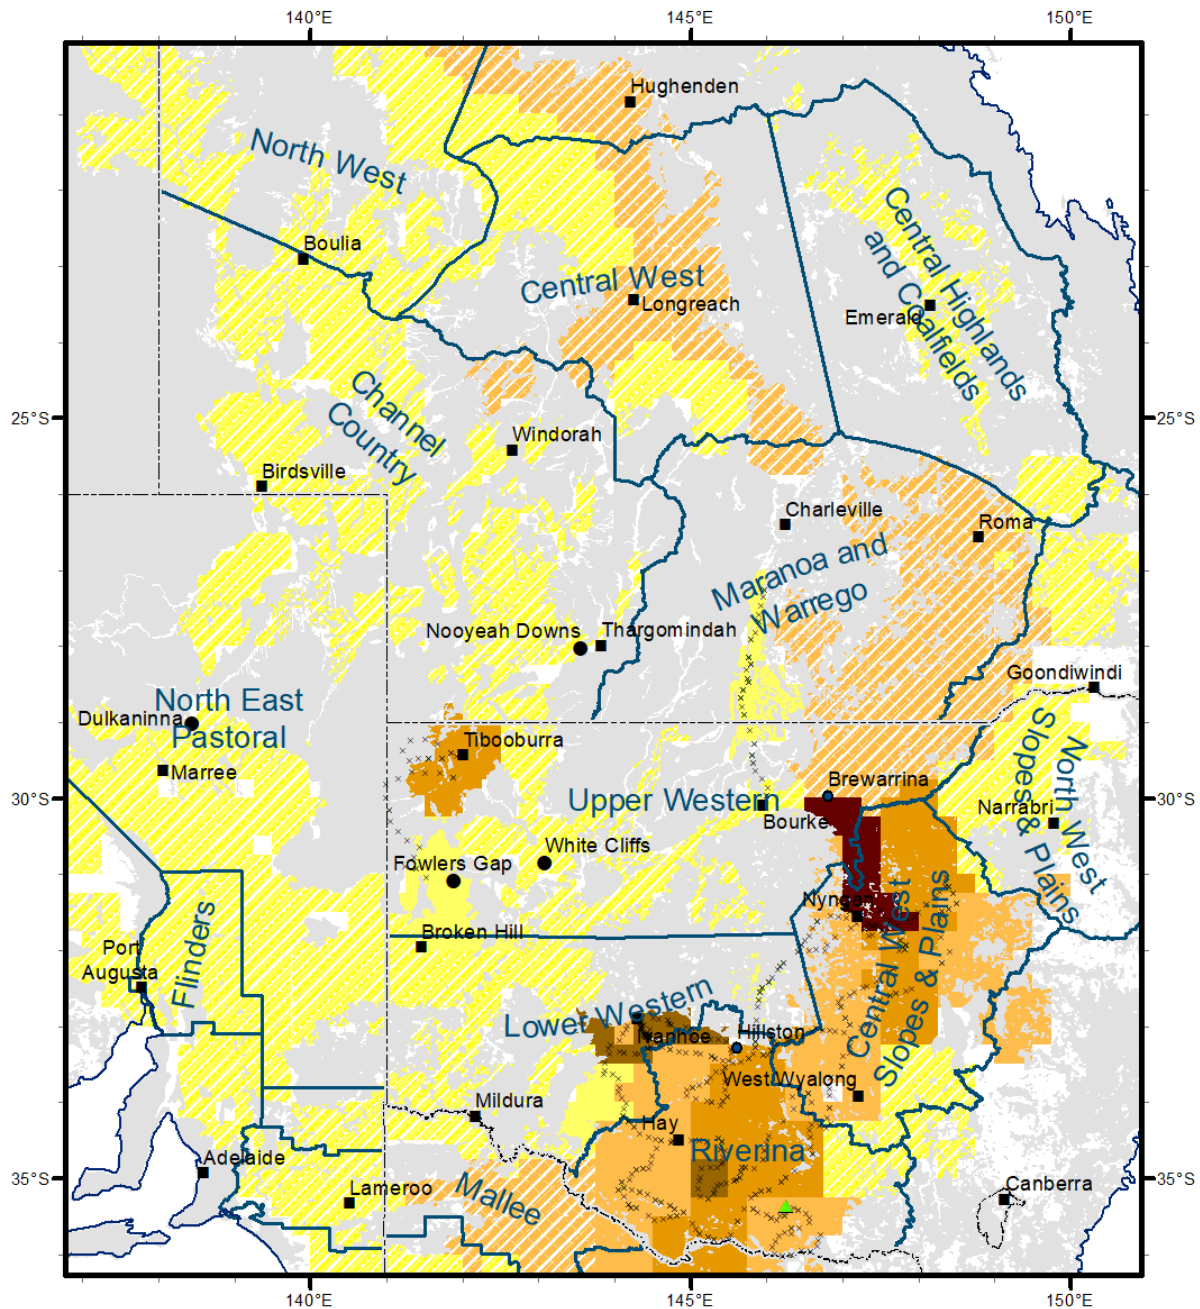 140°E 145°E 150°E
Hughenden
North West
Central Highlands
and Coalfields
Boulia
Central West
Longreach
Emerald
Channel
Country
25°S 25°S
Windorah
Birdsville
Charleville
Roma
Maranoa and
Warrego
Nooyeah Downs
Thargomindah
Goondiwindi
North East
Pastoral
Dulkaninna
Tibooburra
Marree
North West
Slopes & Plains
Brewarrina
30°S 30°S
Upper Western
Bourke
Narrabri
White Cliffs
Fowlers Gap
Nyngan
Broken Hill
Port
Augusta
Flinders
Central West
Slopes & Plains
Lower Western
Ivanhoe
Hillston
West Wyalong
Mildura
Hay
Riverina
Adelaide
35°S 35°S
Lameroo
Mallee
Canberra
140°E 145°E 150°E